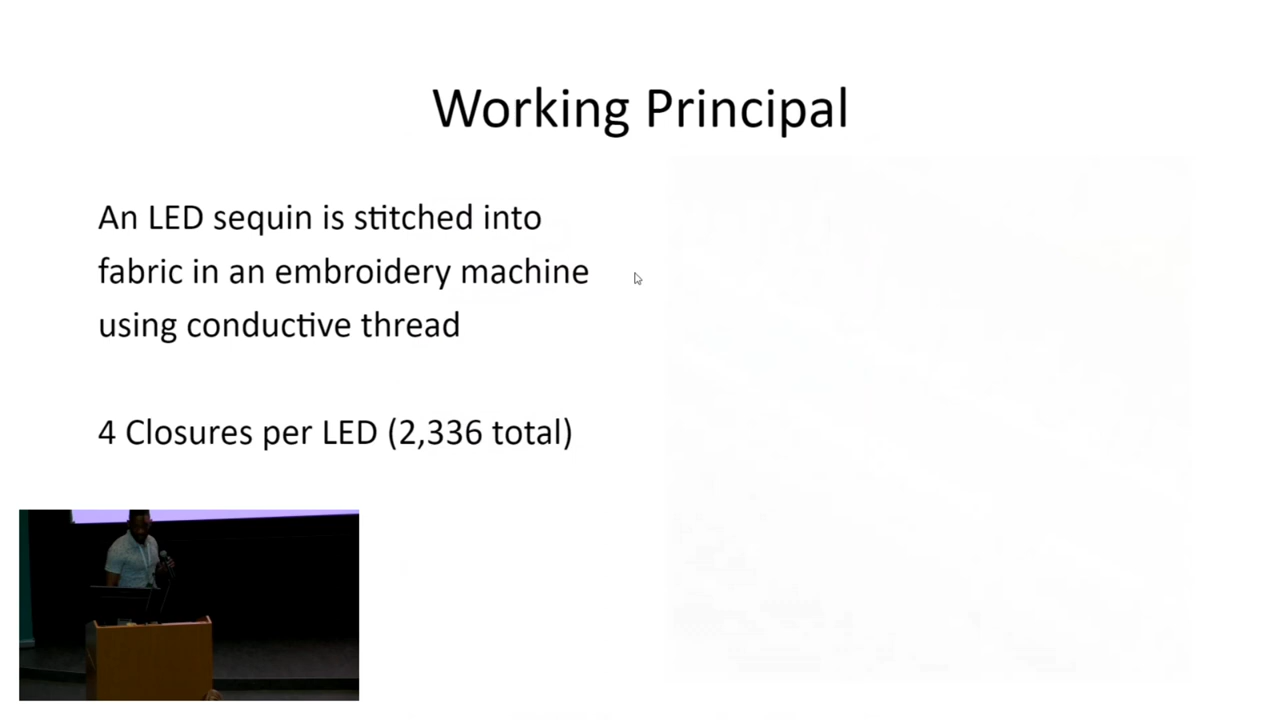 Working Principal
An LED sequin is stitched into
fabric in an embroidery machine
using conductive thread
4 Closures per LED (2,336 total)